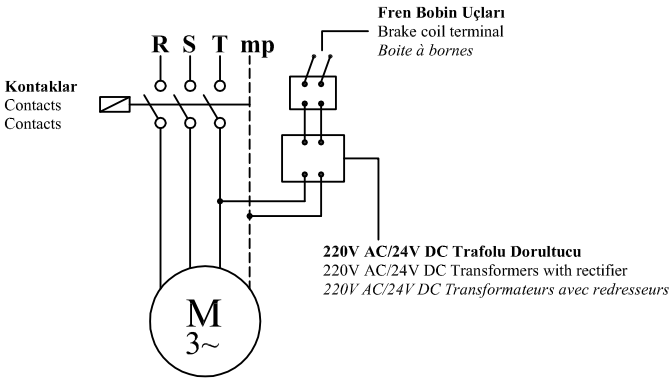 Fren Bobin Uçları
Brake coil terminal
Boite à bornes
R S T mp
Kontaklar
Contacts
Contacts
220V AC/24V DC Trafolu Dorultucu
220V AC/24V DC Transformers with rectifier
220V AC/24V DC Transformateurs avec redresseurs
M
3~